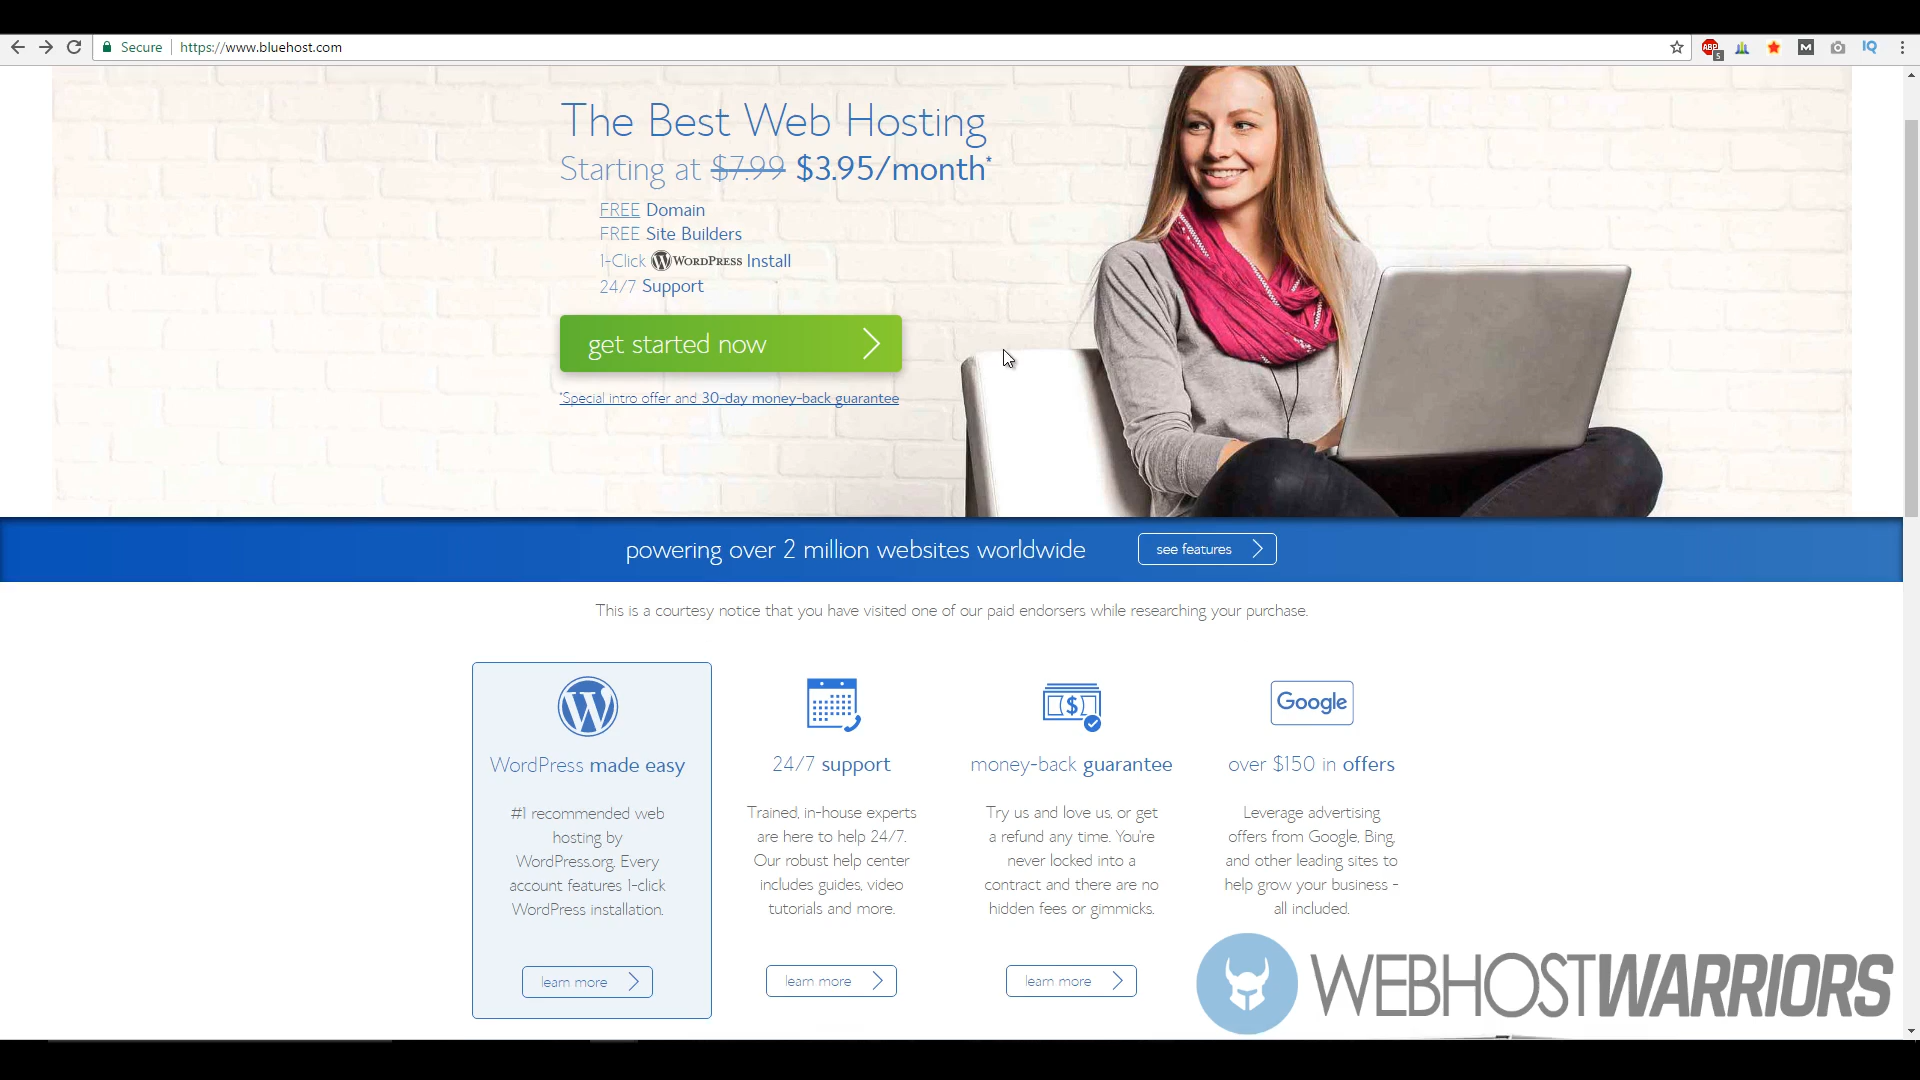 Secure https://www.bluehost.com
ABP 5 M IQ
The Best Web Hosting
Starting at $7.99 $3.95/month*
FREE Domain
FREE Site Builders
1-Click WORDPRESS Install
24/7 Support
get started now
*Special intro offer and 30-day money-back guarantee
powering over 2 million websites worldwide see features
This is a courtesy notice that you have visited one of our paid endorsers while researching your purchase.
WordPress made easy
#1 recommended web
hosting by
WordPress.org. Every
account features 1-click
WordPress installation.
learn more
24/7 support
Trained, in-house experts
are here to help 24/7.
Our robust help center
includes guides, video
tutorials and more.
learn more
$
money-back guarantee
Try us and love us, or get
a refund any time. You're
never locked into a
contract and there are no
hidden fees or gimmicks.
learn more
Google
over $150 in offers
Leverage advertising
offers from Google, Bing,
and other leading sites to
help grow your business -
all included.
WEBHOSTWARRIORS